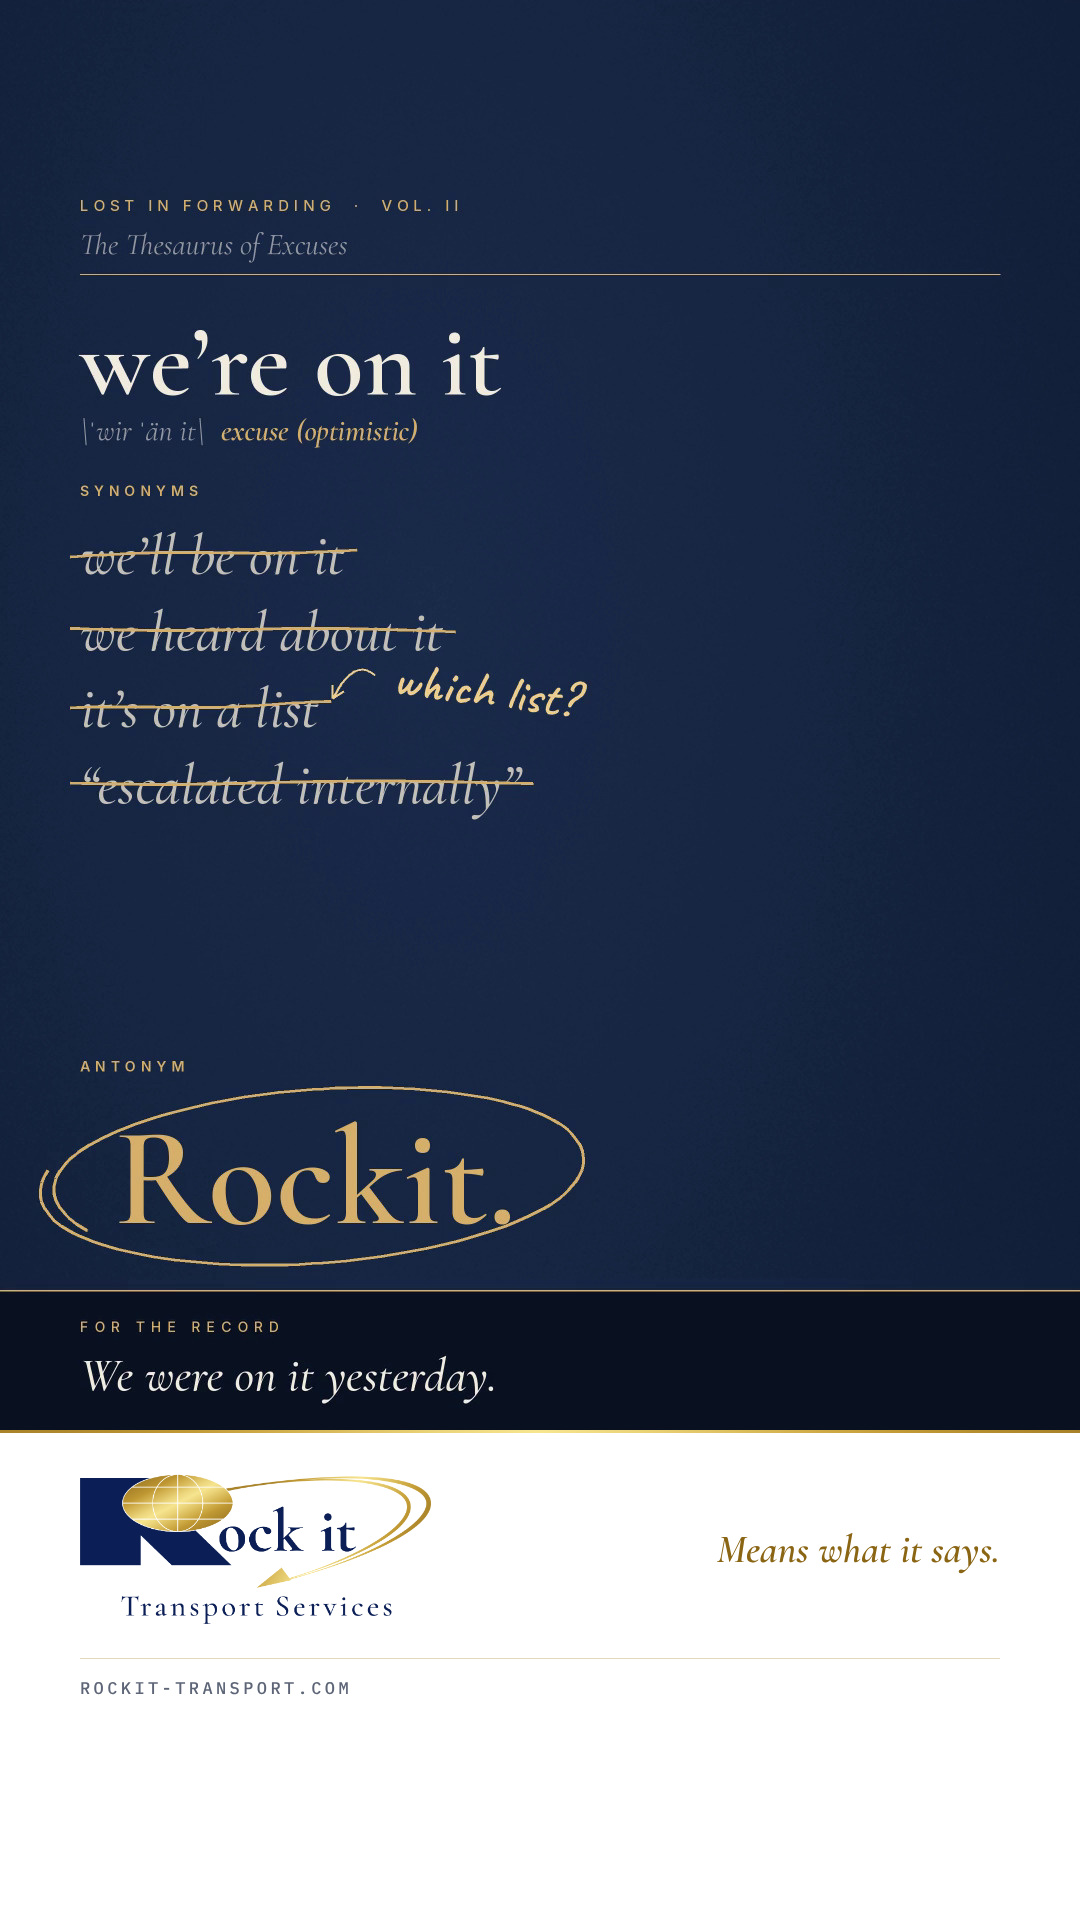 LOST IN FORWARDING · VOL. II
The Thesaurus of Excuses
we’re on it
\ˈwir ˈän it\ excuse (optimistic)
SYNONYMS
we’ll be on it
we heard about it
it’s on a list
which list?
“escalated internally”
ANTONYM
Rockit.
FOR THE RECORD
We were on it yesterday.
Rock it
Transport Services
Means what it says.
ROCKIT-TRANSPORT.COM